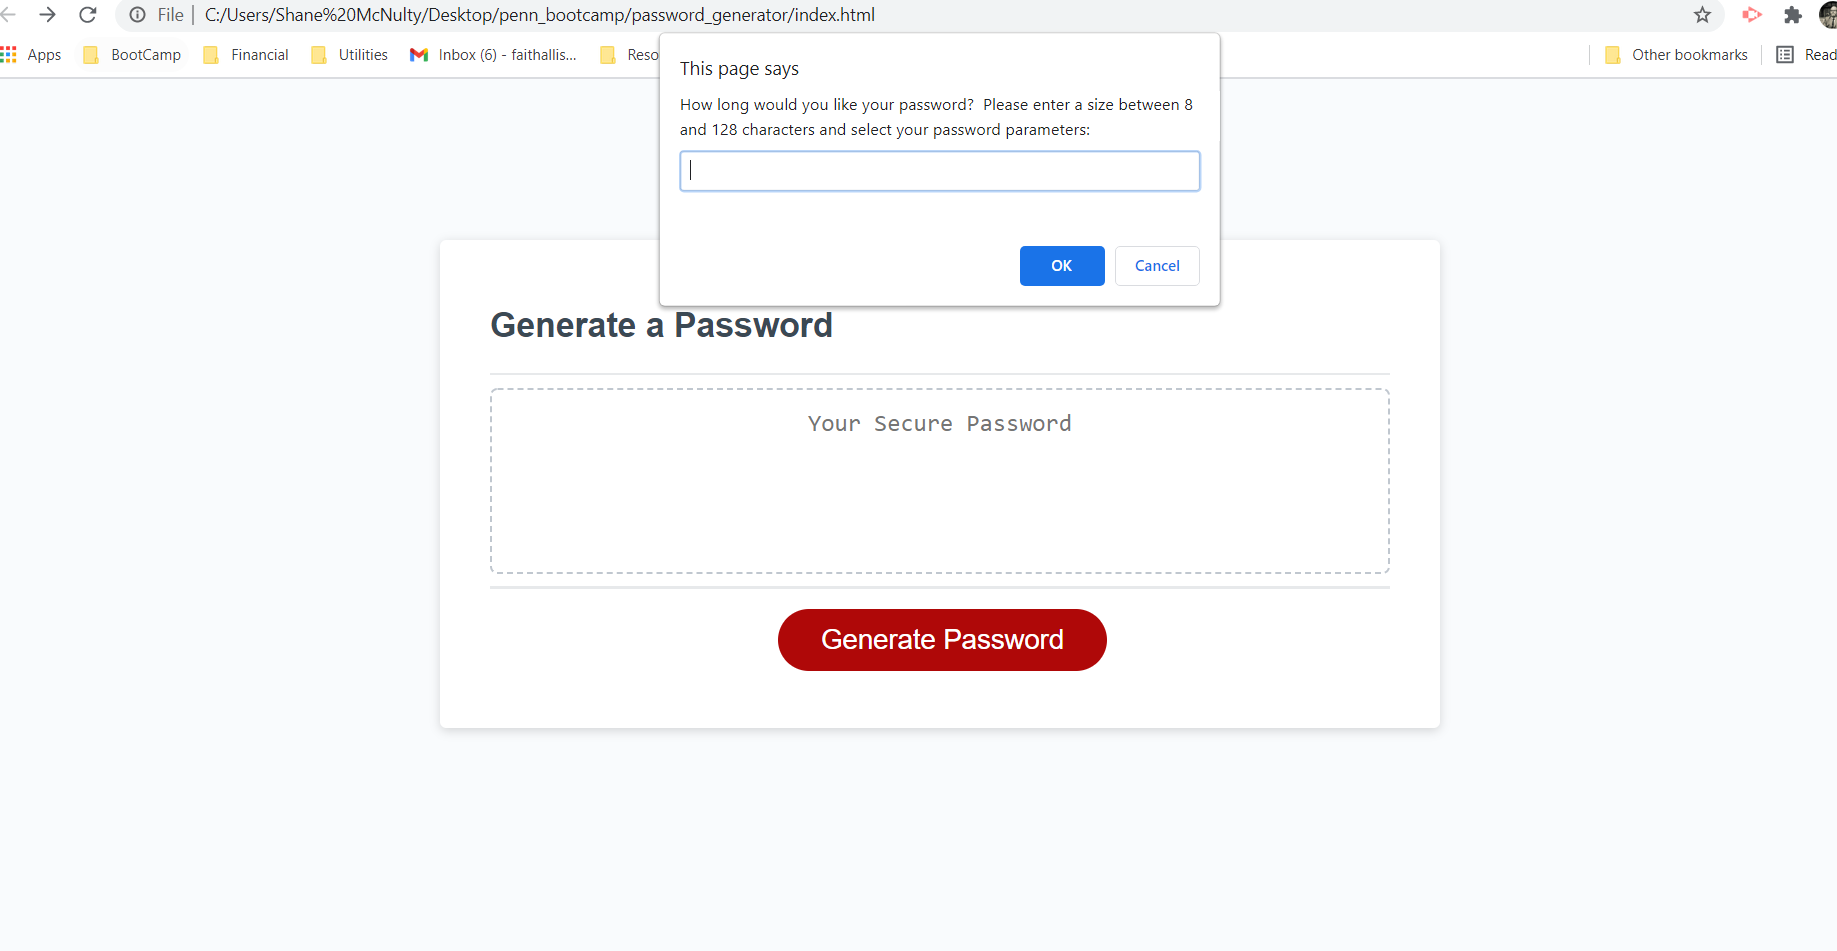 File C:/Users/Shane%20McNulty/Desktop/penn_bootcamp/password_generator/index.html
Apps BootCamp Financial Utilities Inbox (6) - faithallis... Reso Other bookmarks Read
This page says
How long would you like your password?  Please enter a size between 8
and 128 characters and select your password parameters:
OK Cancel
Generate a Password
Your Secure Password
Generate Password